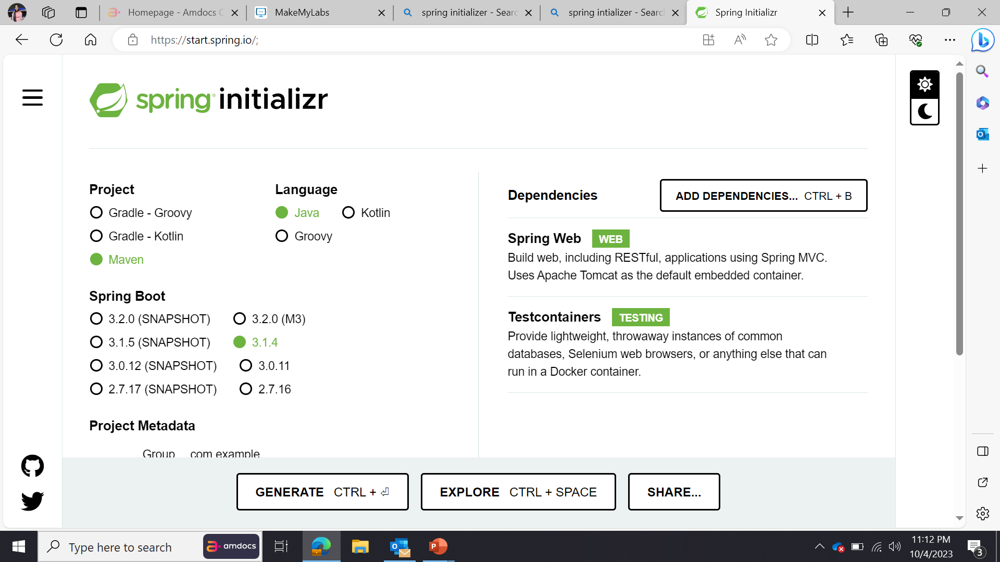 Homepage - Amdocs C
MakeMyLabs
spring initializer - Searc
spring intializer - Search
Spring Initializr
https://start.spring.io/;
spring initializr
Project
Gradle - Groovy
Gradle - Kotlin
Maven
Language
Java
Kotlin
Groovy
Spring Boot
3.2.0 (SNAPSHOT)
3.2.0 (M3)
3.1.5 (SNAPSHOT)
3.1.4
3.0.12 (SNAPSHOT)
3.0.11
2.7.17 (SNAPSHOT)
2.7.16
Project Metadata
Group com example
Dependencies
ADD DEPENDENCIES... CTRL + B
Spring Web WEB
Build web, including RESTful, applications using Spring MVC.
Uses Apache Tomcat as the default embedded container.
Testcontainers TESTING
Provide lightweight, throwaway instances of common
databases, Selenium web browsers, or anything else that can
run in a Docker container.
GENERATE CTRL + ⏎
EXPLORE CTRL + SPACE
SHARE...
Type here to search
amdocs
11:12 PM
10/4/2023
3